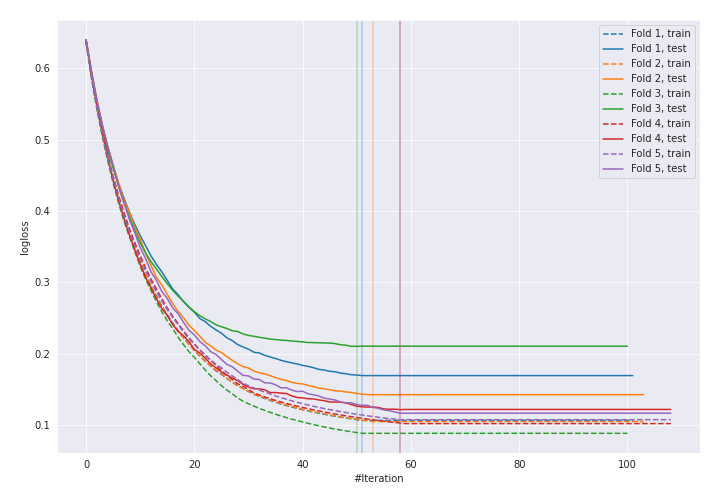 Fold 1, train
Fold 1, test
Fold 2, train
Fold 2, test
Fold 3, train
Fold 3, test
Fold 4, train
Fold 4, test
Fold 5, train
Fold 5, test
logloss
0.6
0.5
0.4
0.3
0.2
0.1
0 20 40 60 80 100
#Iteration